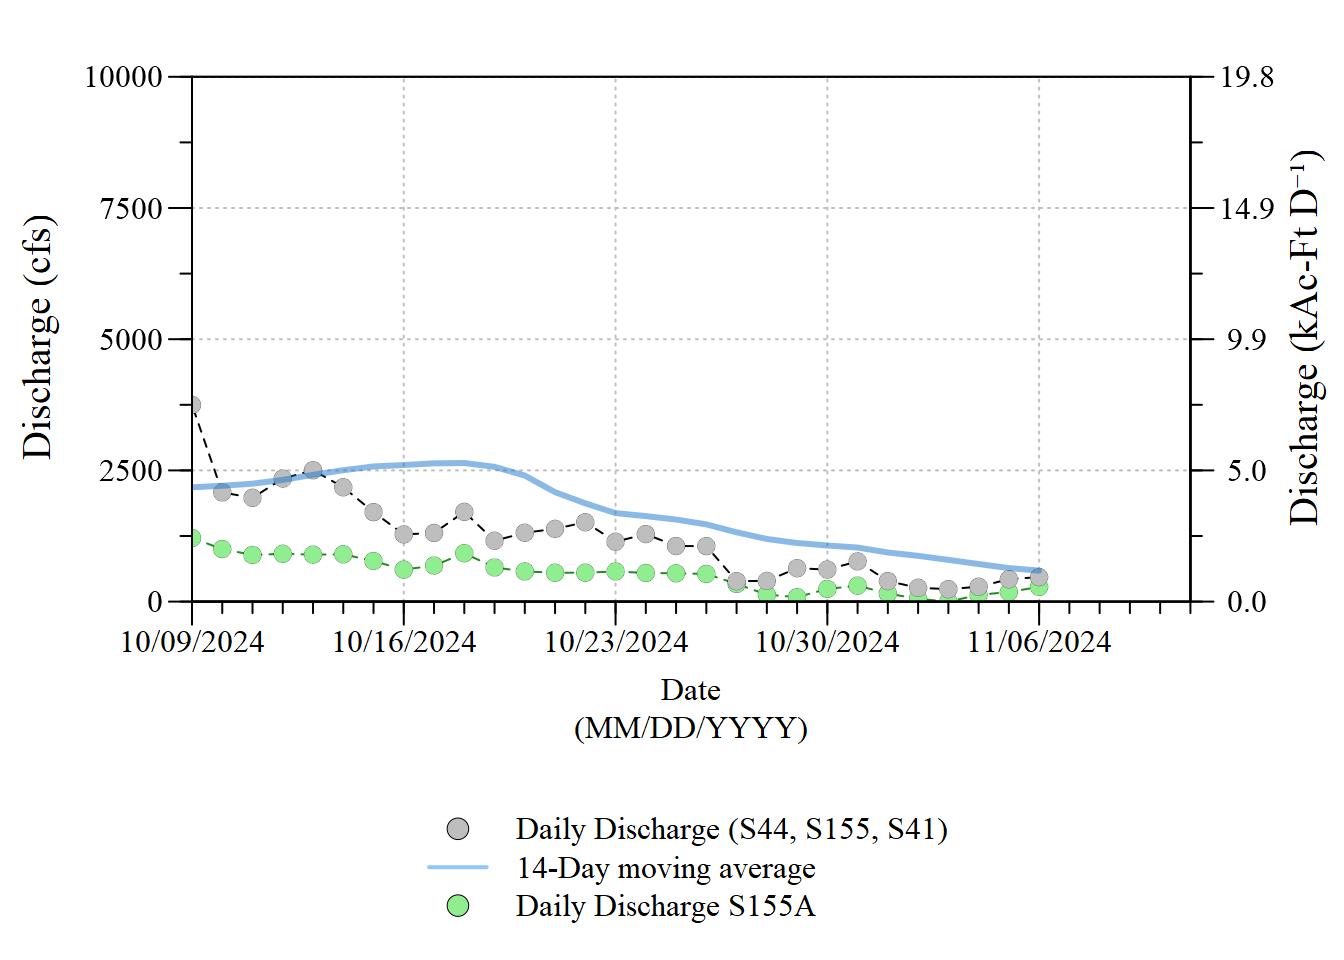 10000
7500
5000
2500
0
Discharge (cfs)
19.8
14.9
9.9
5.0
0.0
Discharge (kAc-Ft D⁻¹)
10/09/2024
10/16/2024
10/23/2024
10/30/2024
11/06/2024
Date
(MM/DD/YYYY)
Daily Discharge (S44, S155, S41)
14-Day moving average
Daily Discharge S155A